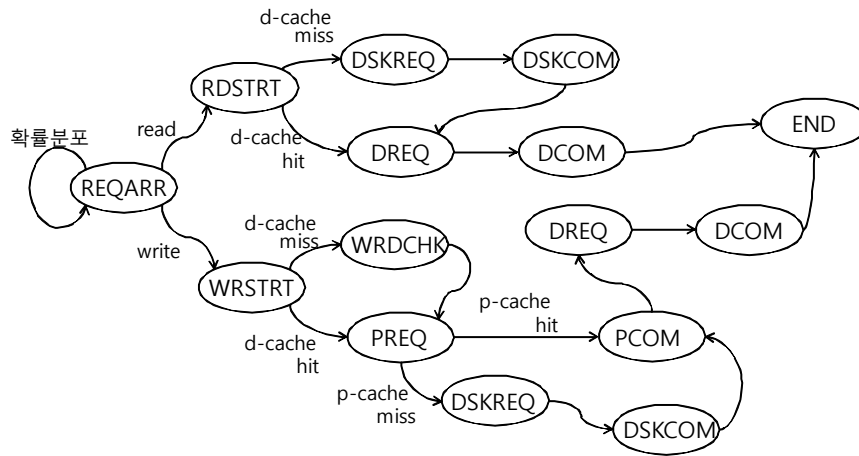 d-cache
miss
DSKREQ
DSKCOM
RDSTRT
read
d-cache
hit
DREQ
DCOM
END
확률분포
REQARR
write
d-cache
miss
WRDCHK
DREQ
DCOM
WRSTRT
d-cache
hit
PREQ
p-cache
hit
PCOM
p-cache
miss
DSKREQ
DSKCOM